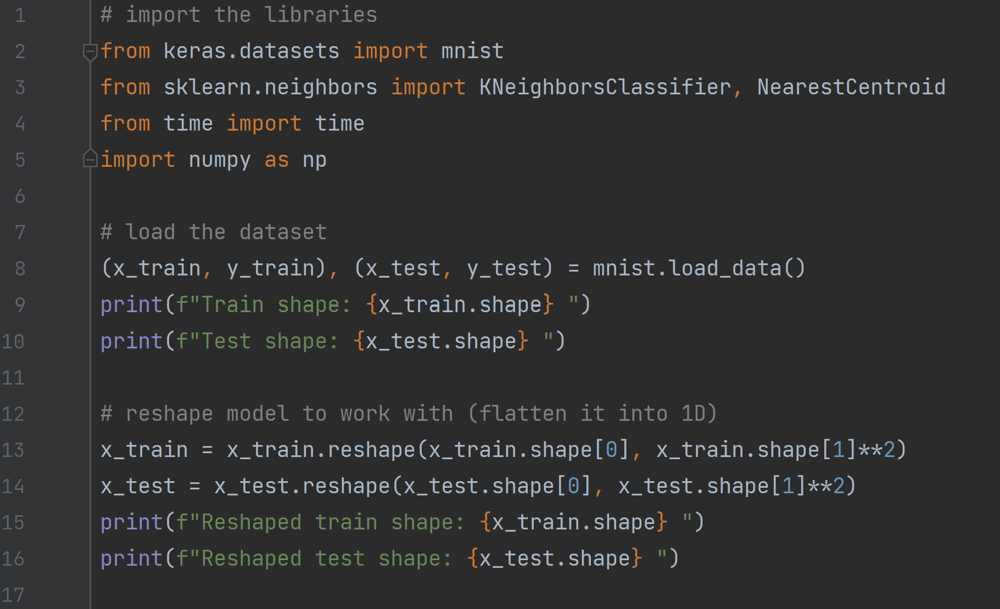 1 # import the libraries
2 from keras.datasets import mnist
3 from sklearn.neighbors import KNeighborsClassifier, NearestCentroid
4 from time import time
5 import numpy as np
6
7 # load the dataset
8 (x_train, y_train), (x_test, y_test) = mnist.load_data()
9 print(f"Train shape: {x_train.shape} ")
10 print(f"Test shape: {x_test.shape} ")
11
12 # reshape model to work with (flatten it into 1D)
13 x_train = x_train.reshape(x_train.shape[0], x_train.shape[1]**2)
14 x_test = x_test.reshape(x_test.shape[0], x_test.shape[1]**2)
15 print(f"Reshaped train shape: {x_train.shape} ")
16 print(f"Reshaped test shape: {x_test.shape} ")
17